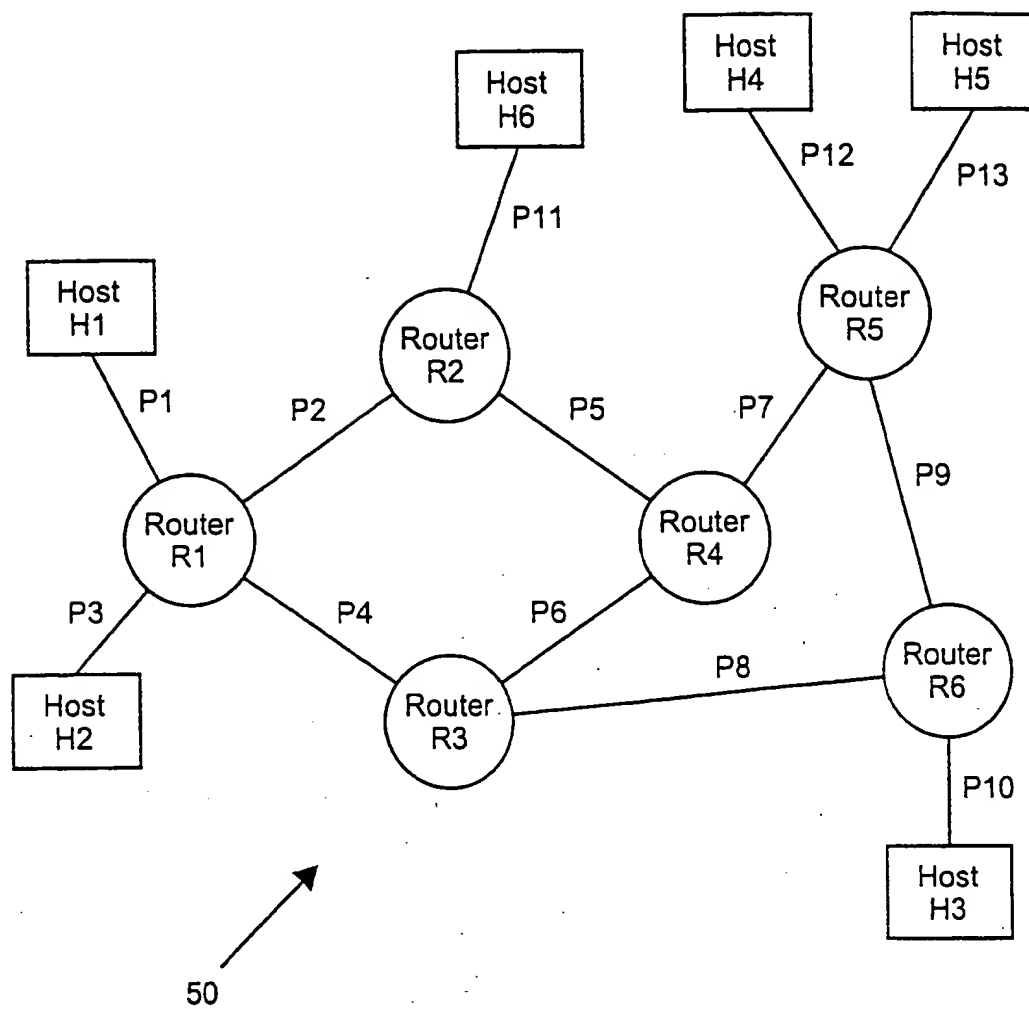 Host
H4
Host
H5
Host
H6
P12
P13
P11
Host
H1
Router
R5
Router
R2
P1
P2
P5
P7
P9
Router
R1
Router
R4
P3
P4
P6
P8
Router
R6
Host
H2
Router
R3
P10
Host
H3
50